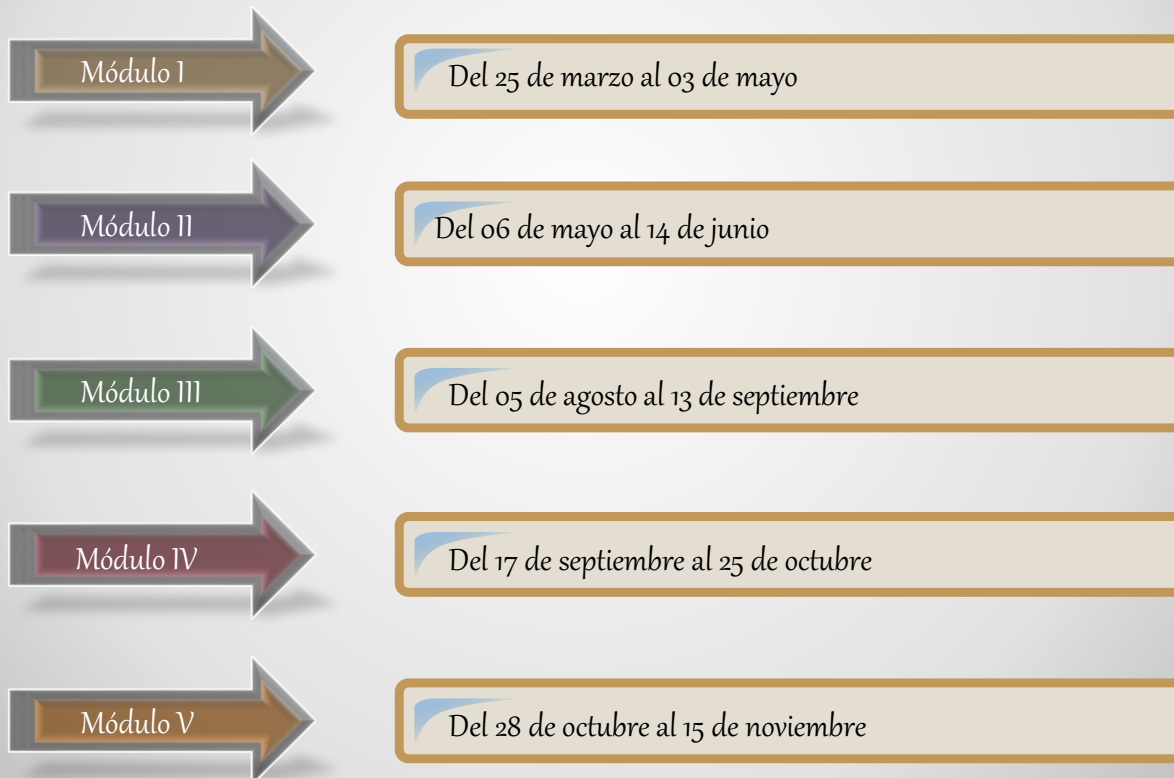 Módulo I
Del 25 de marzo al 03 de mayo
Módulo II
Del 06 de mayo al 14 de junio
Módulo III
Del 05 de agosto al 13 de septiembre
Módulo IV
Del 17 de septiembre al 25 de octubre
Módulo V
Del 28 de octubre al 15 de noviembre